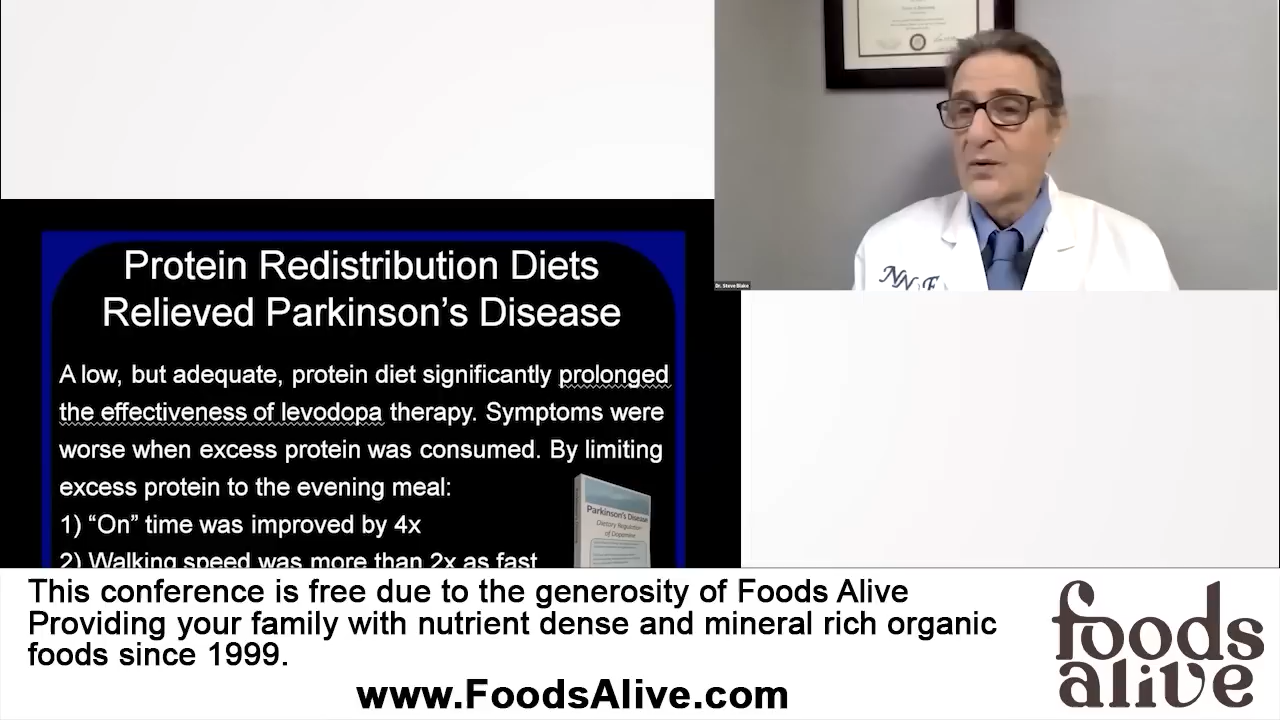 Protein Redistribution Diets
Relieved Parkinson's Disease
A low, but adequate, protein diet significantly prolonged
the effectiveness of levodopa therapy. Symptoms were
worse when excess protein was consumed. By limiting
excess protein to the evening meal:
1) “On” time was improved by 4x
2) Walking speed was more than 2x as fast
Parkinson's Disease
Dietary Regulation
of Dopamine
NNF
Dr. Steve Blake
This conference is free due to the generosity of Foods Alive
Providing your family with nutrient dense and mineral rich organic
foods since 1999.
www.FoodsAlive.com
foods
alive